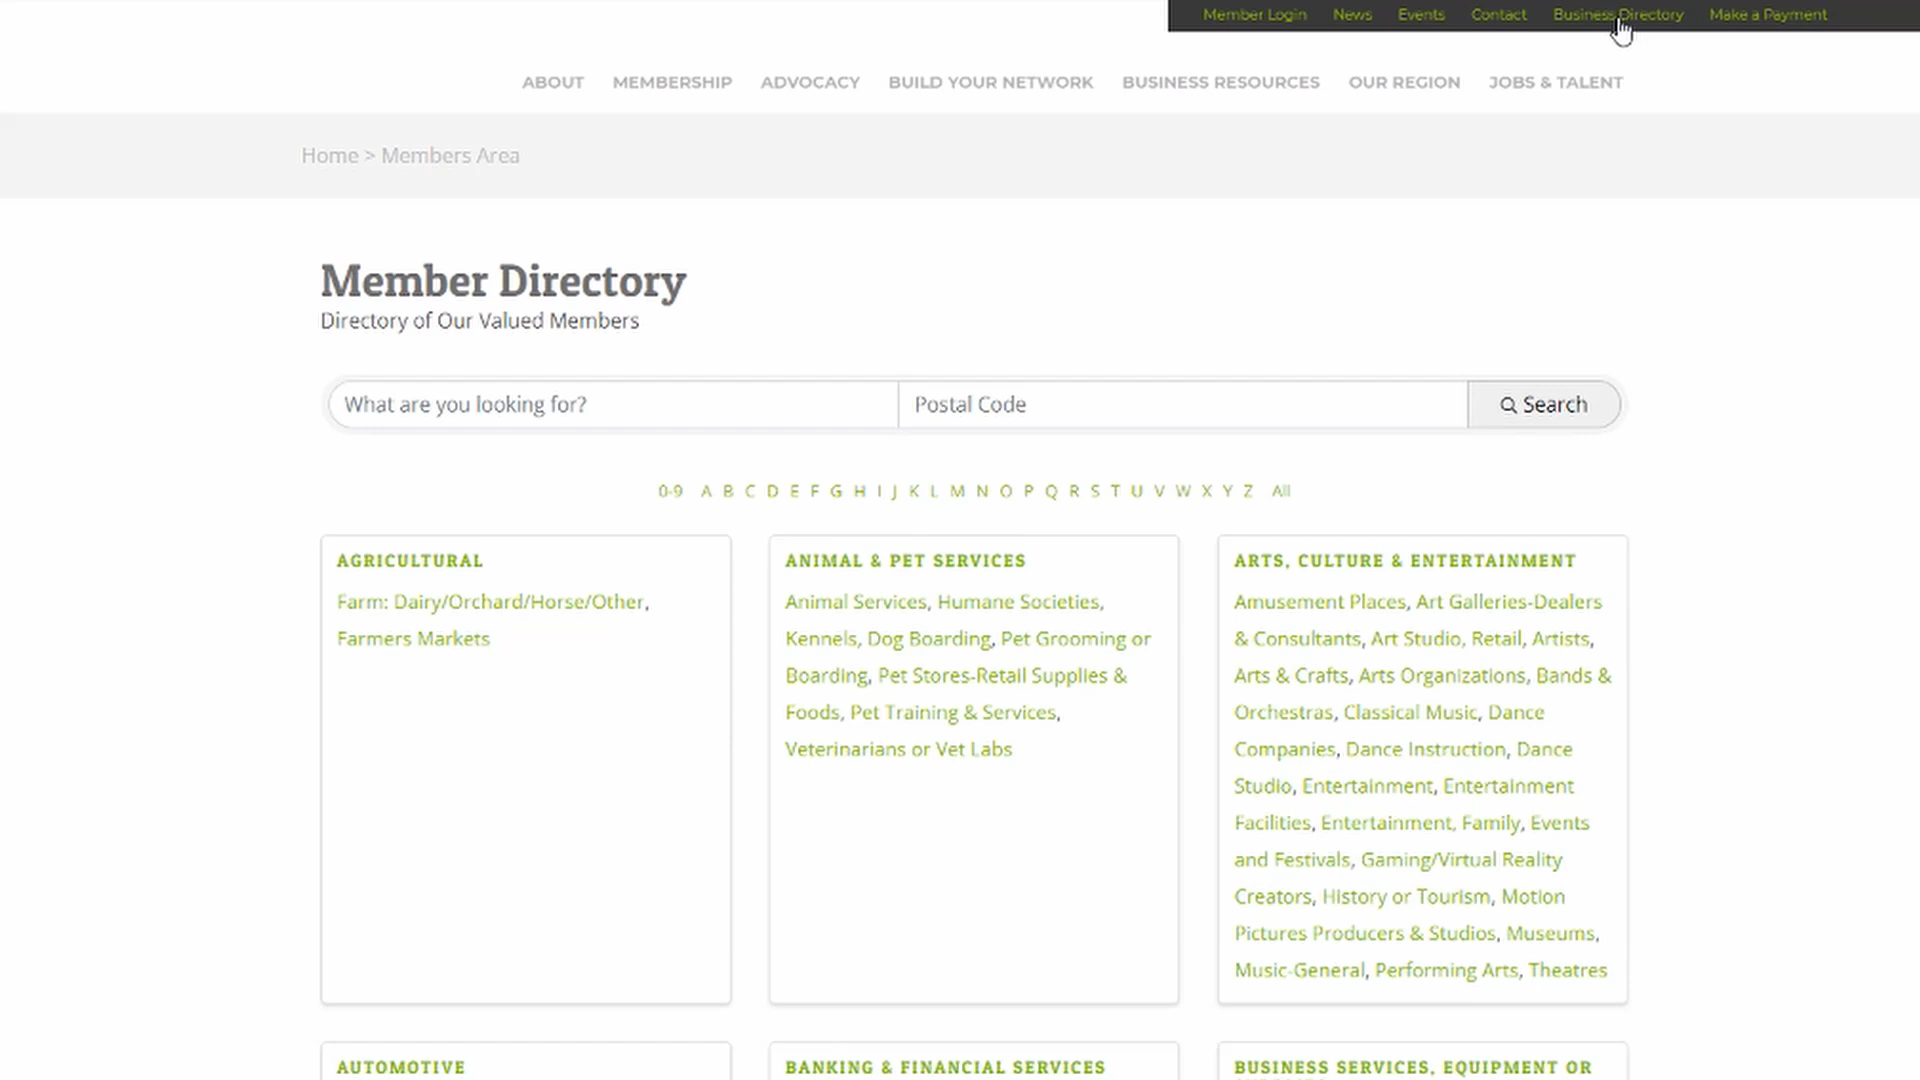 Member Login News Events Contact Business Directory Make a Payment
ABOUT MEMBERSHIP ADVOCACY BUILD YOUR NETWORK BUSINESS RESOURCES OUR REGION JOBS & TALENT
Home > Members Area
Member Directory
Directory of Our Valued Members
What are you looking for? Postal Code Search
0-9 A B C D E F G H I J K L M N O P Q R S T U V W X Y Z All
AGRICULTURAL
Farm: Dairy/Orchard/Horse/Other,
Farmers Markets
ANIMAL & PET SERVICES
Animal Services, Humane Societies,
Kennels, Dog Boarding, Pet Grooming or
Boarding, Pet Stores-Retail Supplies &
Foods, Pet Training & Services,
Veterinarians or Vet Labs
ARTS, CULTURE & ENTERTAINMENT
Amusement Places, Art Galleries-Dealers
& Consultants, Art Studio, Retail, Artists,
Arts & Crafts, Arts Organizations, Bands &
Orchestras, Classical Music, Dance
Companies, Dance Instruction, Dance
Studio, Entertainment, Entertainment
Facilities, Entertainment, Family, Events
and Festivals, Gaming/Virtual Reality
Creators, History or Tourism, Motion
Pictures Producers & Studios, Museums,
Music-General, Performing Arts, Theatres
AUTOMOTIVE
BANKING & FINANCIAL SERVICES
BUSINESS SERVICES, EQUIPMENT OR